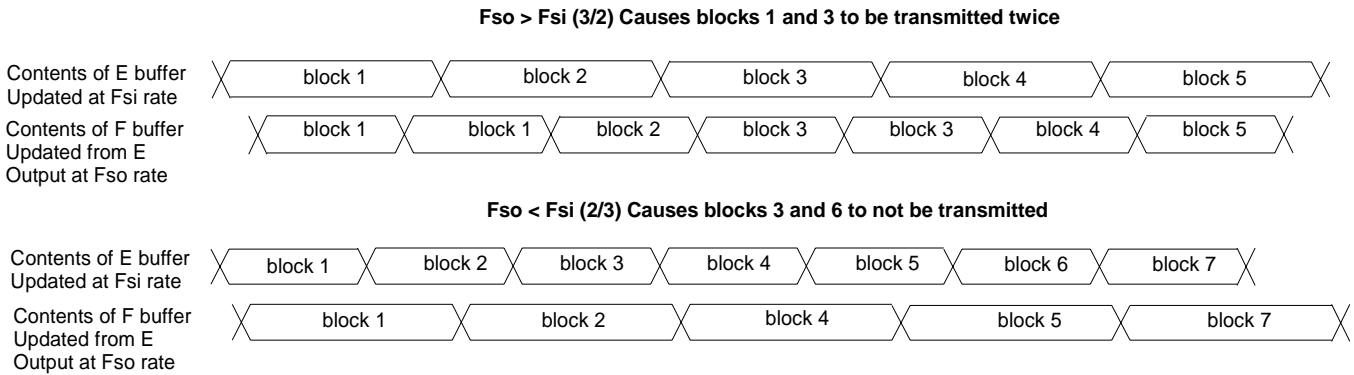 Fso > Fsi (3/2) Causes blocks 1 and 3 to be transmitted twice
Contents of E buffer
Updated at Fsi rate
block 1 block 2 block 3 block 4 block 5
Contents of F buffer
Updated from E
Output at Fso rate
block 1 block 1 block 2 block 3 block 3 block 4 block 5
Fso < Fsi (2/3) Causes blocks 3 and 6 to not be transmitted
Contents of E buffer
Updated at Fsi rate
block 1 block 2 block 3 block 4 block 5 block 6 block 7
Contents of F buffer
Updated from E
Output at Fso rate
block 1 block 2 block 4 block 5 block 7